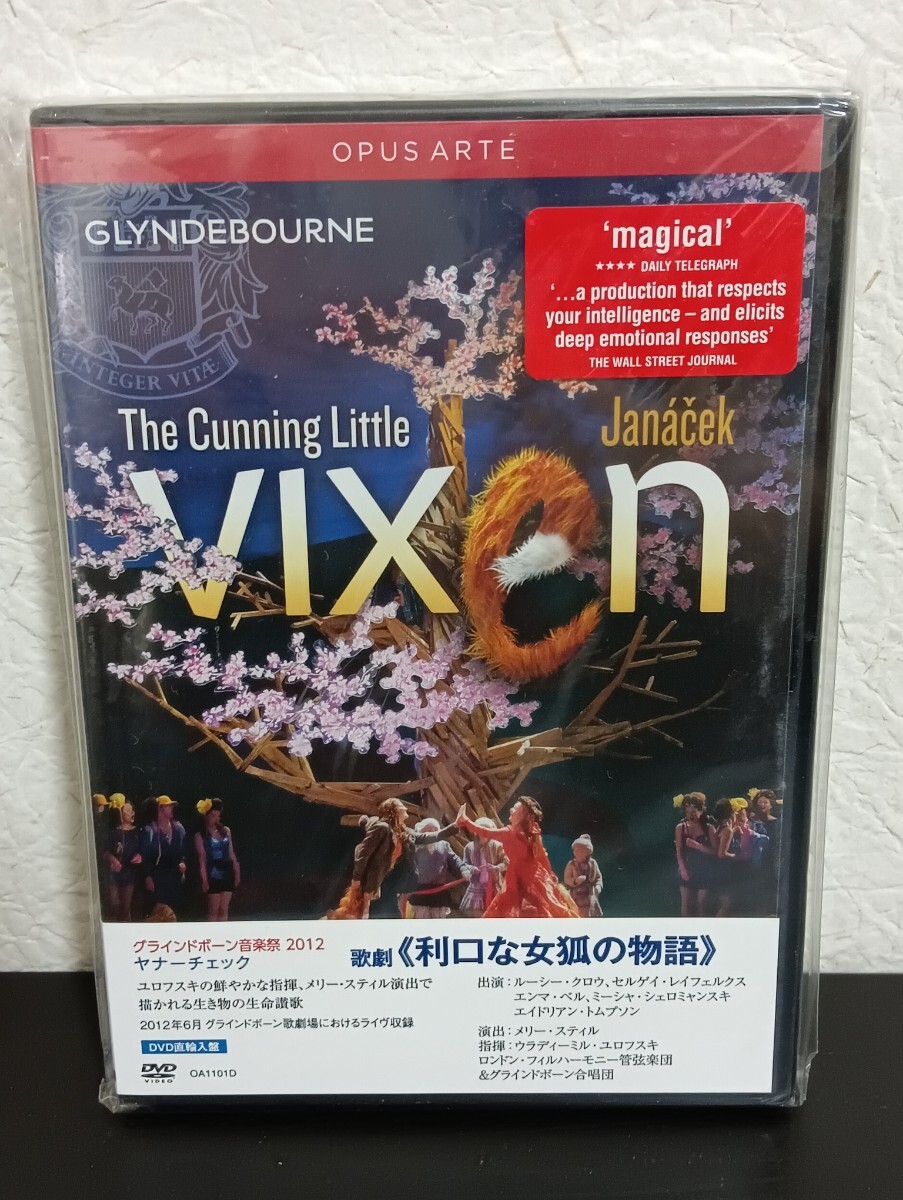 OPUS ARTE
GLYNDEBOURNE
INTEGER VITÆ
'magical'
★★★★ DAILY TELEGRAPH
'...a production that respects
your intelligence – and elicits
deep emotional responses'
THE WALL STREET JOURNAL
The Cunning Little
Janáček
vixen
グラインドボーン音楽祭 2012
ヤナーチェック
歌劇《利口な女狐の物語》
ユロフスキの鮮やかな指揮、メリー・スティル演出で
描かれる生き物の生命讃歌
2012年6月 グラインドボーン歌劇場におけるライヴ収録
DVD直輸入盤
DVD VIDEO
OA1101D
出演：ルーシー・クロウ、セルゲイ・レイフェルクス
エンマ・ベル、ミーシャ・シェロミャンスキ
エイドリアン・トムプソン
演出：メリー・スティル
指揮：ウラディーミル・ユロフスキ
ロンドン・フィルハーモニー管弦楽団
&グラインドボーン合唱団